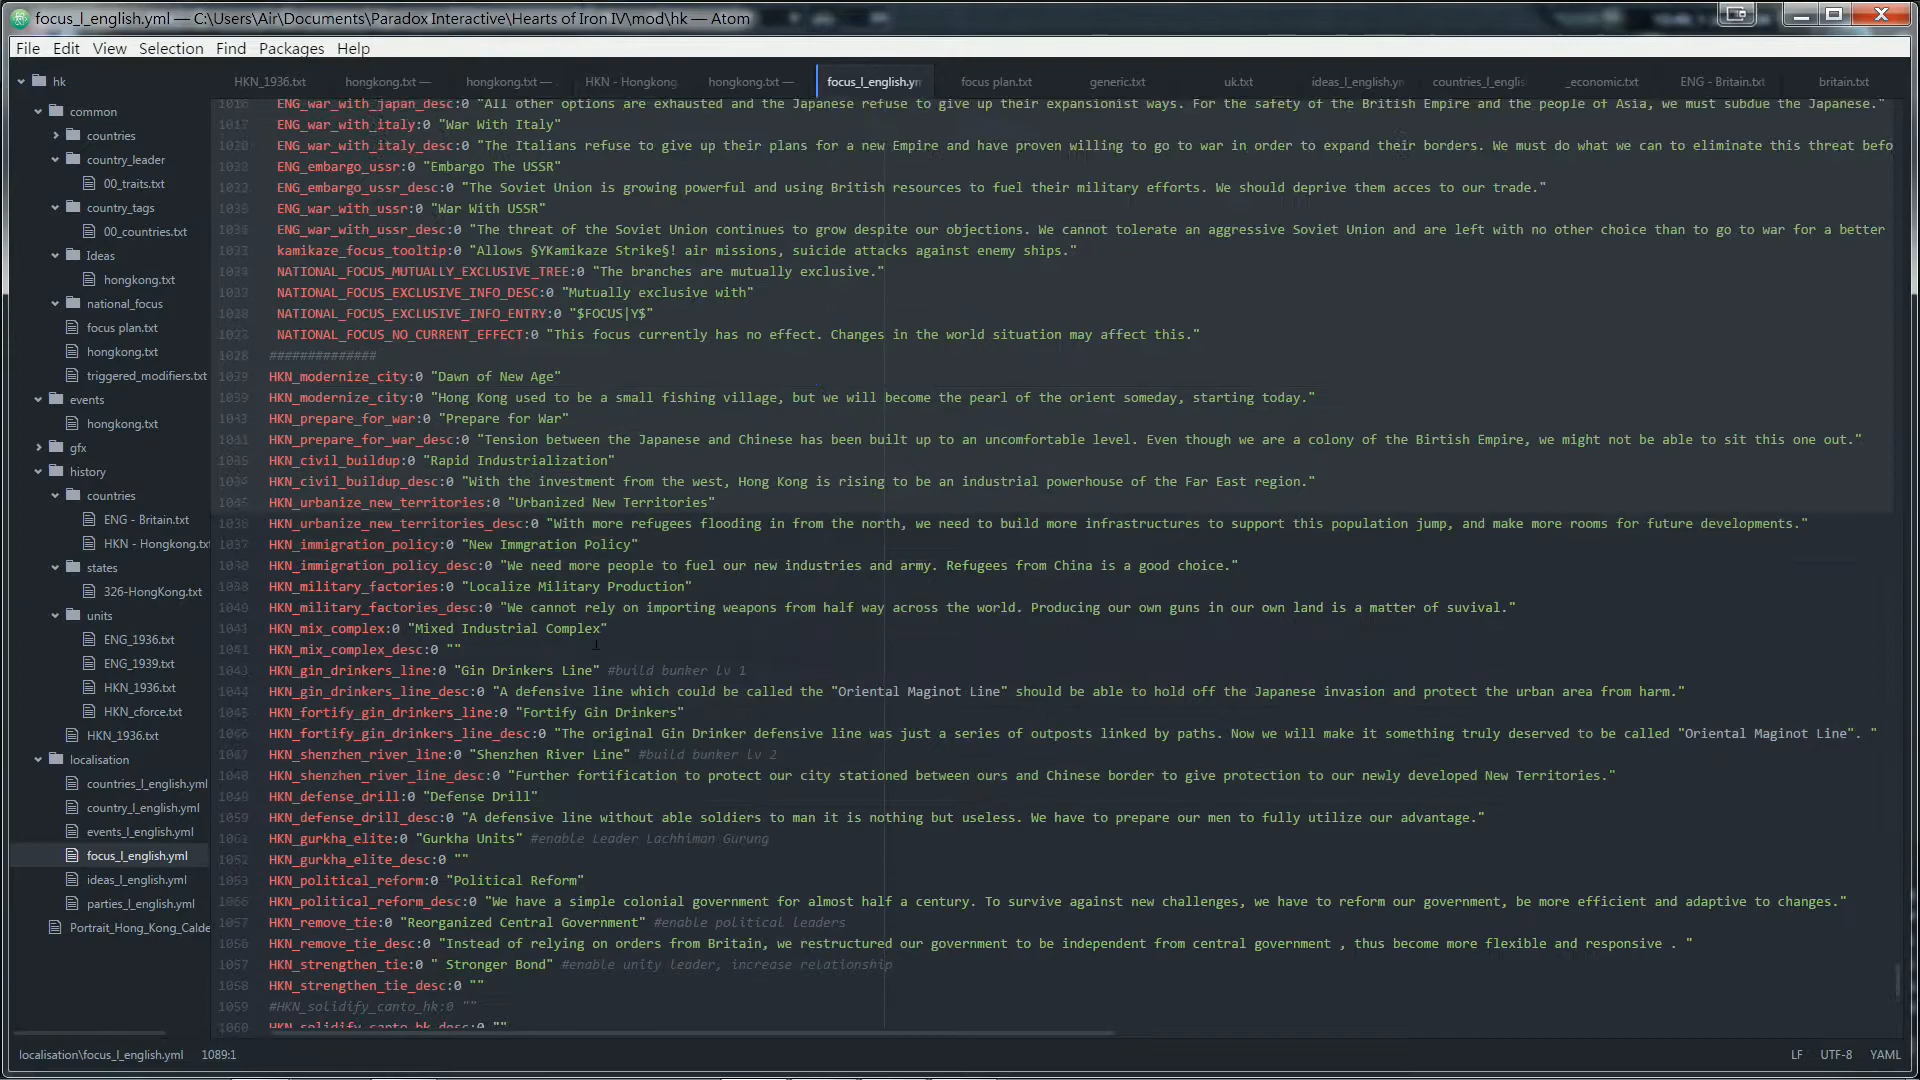 focus_l_english.yml — C:\Users\Air\Documents\Paradox Interactive\Hearts of Iron IV\mod\hk — Atom
File Edit View Selection Find Packages Help
hk
common
countries
country_leader
00_traits.txt
country_tags
00_countries.txt
Ideas
hongkong.txt
national_focus
focus plan.txt
hongkong.txt
triggered_modifiers.txt
events
hongkong.txt
gfx
history
countries
ENG - Britain.txt
HKN - Hongkong.txt
states
326-HongKong.txt
units
ENG_1936.txt
ENG_1939.txt
HKN_1936.txt
HKN_cforce.txt
HKN_1936.txt
localisation
countries_l_english.yml
country_l_english.yml
events_l_english.yml
focus_l_english.yml
ideas_l_english.yml
parties_l_english.yml
Portrait_Hong_Kong_Calde
HKN_1936.txt hongkong.txt — hongkong.txt — HKN - Hongkong hongkong.txt — focus_l_english.ym focus plan.txt generic.txt uk.txt ideas_l_english.yn countries_l_englis _economic.txt ENG - Britain.txt britain.txt
ENG_war_with_japan_desc:0 "All other options are exhausted and the Japanese refuse to give up their expansionist ways. For the safety of the British Empire and the people of Asia, we must subdue the Japanese."
ENG_war_with_italy:0 "War With Italy"
ENG_war_with_italy_desc:0 "The Italians refuse to give up their plans for a new Empire and have proven willing to go to war in order to expand their borders. We must do what we can to eliminate this threat befo
ENG_embargo_ussr:0 "Embargo The USSR"
ENG_embargo_ussr_desc:0 "The Soviet Union is growing powerful and using British resources to fuel their military efforts. We should deprive them acces to our trade."
ENG_war_with_ussr:0 "War With USSR"
ENG_war_with_ussr_desc:0 "The threat of the Soviet Union continues to grow despite our objections. We cannot tolerate an aggressive Soviet Union and are left with no other choice than to go to war for a better
kamikaze_focus_tooltip:0 "Allows §YKamikaze Strike§! air missions, suicide attacks against enemy ships."
NATIONAL_FOCUS_MUTUALLY_EXCLUSIVE_TREE:0 "The branches are mutually exclusive."
NATIONAL_FOCUS_EXCLUSIVE_INFO_DESC:0 "Mutually exclusive with"
NATIONAL_FOCUS_EXCLUSIVE_INFO_ENTRY:0 "$FOCUS|Y$"
NATIONAL_FOCUS_NO_CURRENT_EFFECT:0 "This focus currently has no effect. Changes in the world situation may affect this."
##############
HKN_modernize_city:0 "Dawn of New Age"
HKN_modernize_city:0 "Hong Kong used to be a small fishing village, but we will become the pearl of the orient someday, starting today."
HKN_prepare_for_war:0 "Prepare for War"
HKN_prepare_for_war_desc:0 "Tension between the Japanese and Chinese has been built up to an uncomfortable level. Even though we are a colony of the Birtish Empire, we might not be able to sit this one out."
HKN_civil_buildup:0 "Rapid Industrialization"
HKN_civil_buildup_desc:0 "With the investment from the west, Hong Kong is rising to be an industrial powerhouse of the Far East region."
HKN_urbanize_new_territories:0 "Urbanized New Territories"
HKN_urbanize_new_territories_desc:0 "With more refugees flooding in from the north, we need to build more infrastructures to support this population jump, and make more rooms for future developments."
HKN_immigration_policy:0 "New Immgration Policy"
HKN_immigration_policy_desc:0 "We need more people to fuel our new industries and army. Refugees from China is a good choice."
HKN_military_factories:0 "Localize Military Production"
HKN_military_factories_desc:0 "We cannot rely on importing weapons from half way across the world. Producing our own guns in our own land is a matter of suvival."
HKN_mix_complex:0 "Mixed Industrial Complex"
HKN_mix_complex_desc:0 ""
HKN_gin_drinkers_line:0 "Gin Drinkers Line" #build bunker lv 1
HKN_gin_drinkers_line_desc:0 "A defensive line which could be called the "Oriental Maginot Line" should be able to hold off the Japanese invasion and protect the urban area from harm."
HKN_fortify_gin_drinkers_line:0 "Fortify Gin Drinkers"
HKN_fortify_gin_drinkers_line_desc:0 "The original Gin Drinker defensive line was just a series of outposts linked by paths. Now we will make it something truly deserved to be called "Oriental Maginot Line". "
HKN_shenzhen_river_line:0 "Shenzhen River Line" #build bunker lv 2
HKN_shenzhen_river_line_desc:0 "Further fortification to protect our city stationed between ours and Chinese border to give protection to our newly developed New Territories."
HKN_defense_drill:0 "Defense Drill"
HKN_defense_drill_desc:0 "A defensive line without able soldiers to man it is nothing but useless. We have to prepare our men to fully utilize our advantage."
HKN_gurkha_elite:0 "Gurkha Units" #enable Leader Lachhiman Gurung
HKN_gurkha_elite_desc:0 ""
HKN_political_reform:0 "Political Reform"
HKN_political_reform_desc:0 "We have a simple colonial government for almost half a century. To survive against new challenges, we have to reform our government, be more efficient and adaptive to changes."
HKN_remove_tie:0 "Reorganized Central Government" #enable political leaders
HKN_remove_tie_desc:0 "Instead of relying on orders from Britain, we restructured our government to be independent from central government , thus become more flexible and responsive . "
HKN_strengthen_tie:0 " Stronger Bond" #enable unity leader, increase relationship
HKN_strengthen_tie_desc:0 ""
#HKN_solidify_canto_hk:0 ""
HKN_solidify_canto_hk_desc:0 ""
localisation\focus_l_english.yml 1089:1 LF UTF-8 YAML